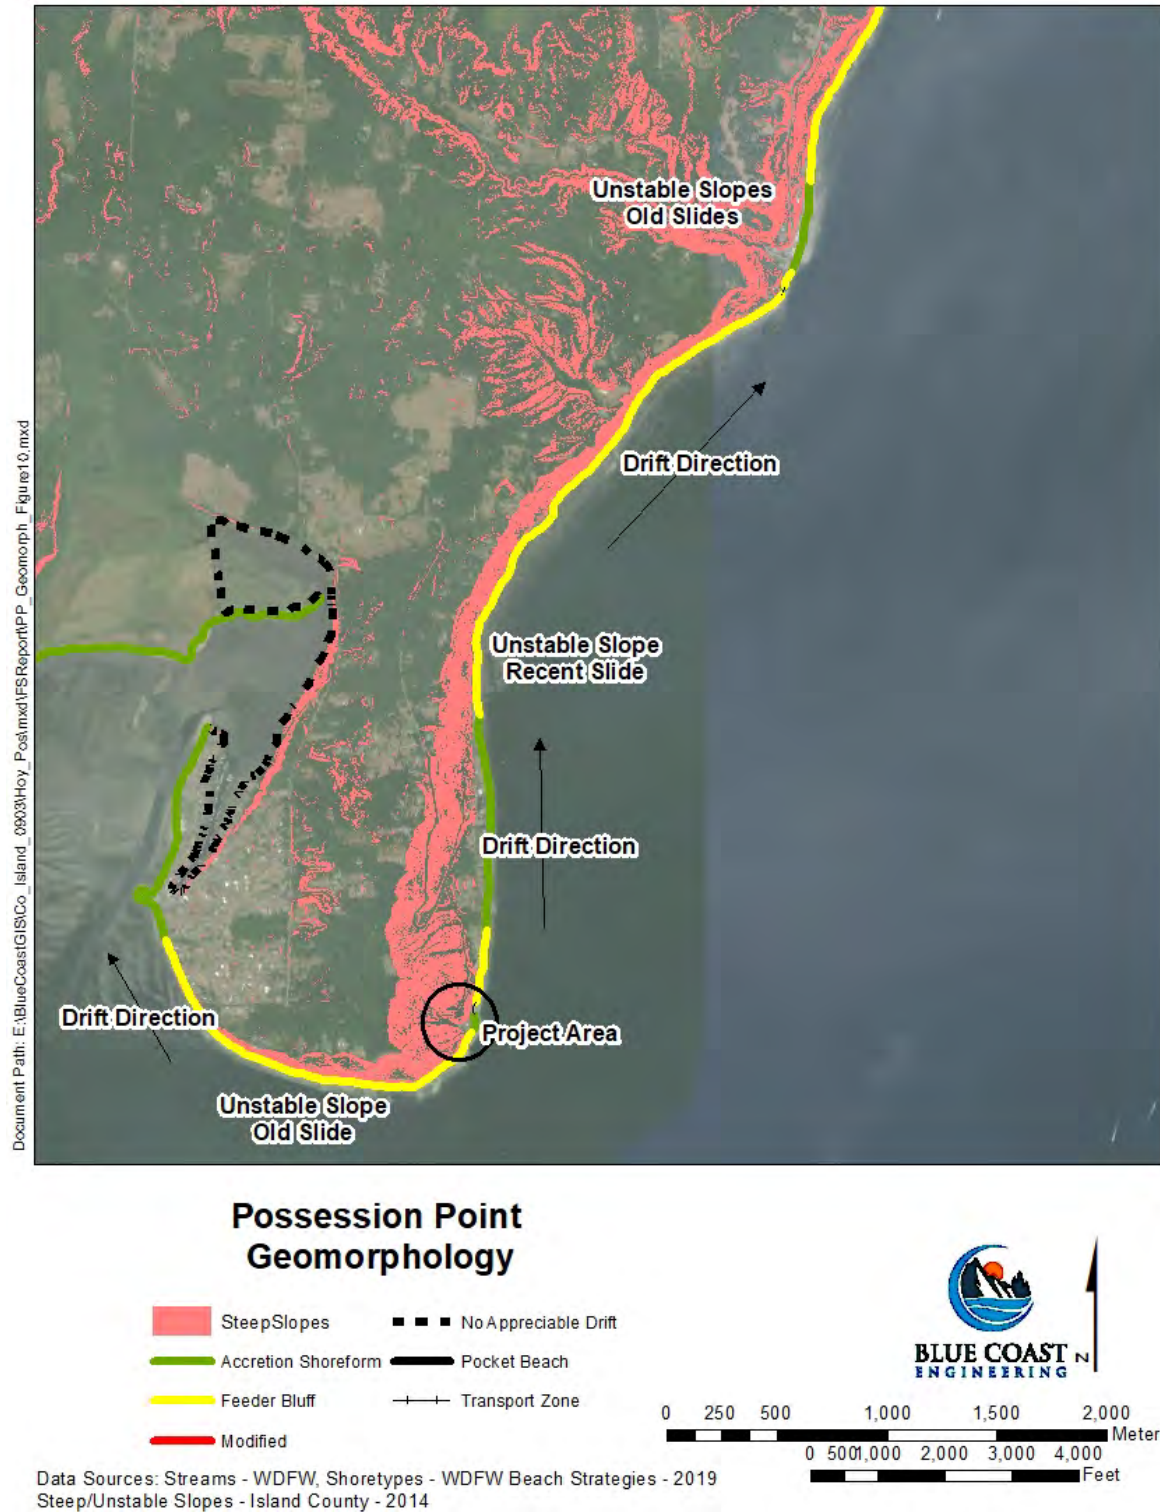 Unstable Slopes
Old Slides
Drift Direction
Unstable Slope
Recent Slide
Drift Direction
Project Area
Drift Direction
Unstable Slope
Old Slide
Document Path: E:\BlueCoastGIS\Co_Island_0903\Hoy_Pos\mxd\FSReport\PP_Geomorph_Figure10.mxd
Possession Point
Geomorphology
SteepSlopes
No Appreciable Drift
Accretion Shoreform
Pocket Beach
Feeder Bluff
Transport Zone
Modified
BLUE COAST
ENGINEERING
N
0 250 500 1,000 1,500 2,000
Meter
0 500 1,000 2,000 3,000 4,000
Feet
Data Sources: Streams - WDFW, Shoretypes - WDFW Beach Strategies - 2019
Steep/Unstable Slopes - Island County - 2014